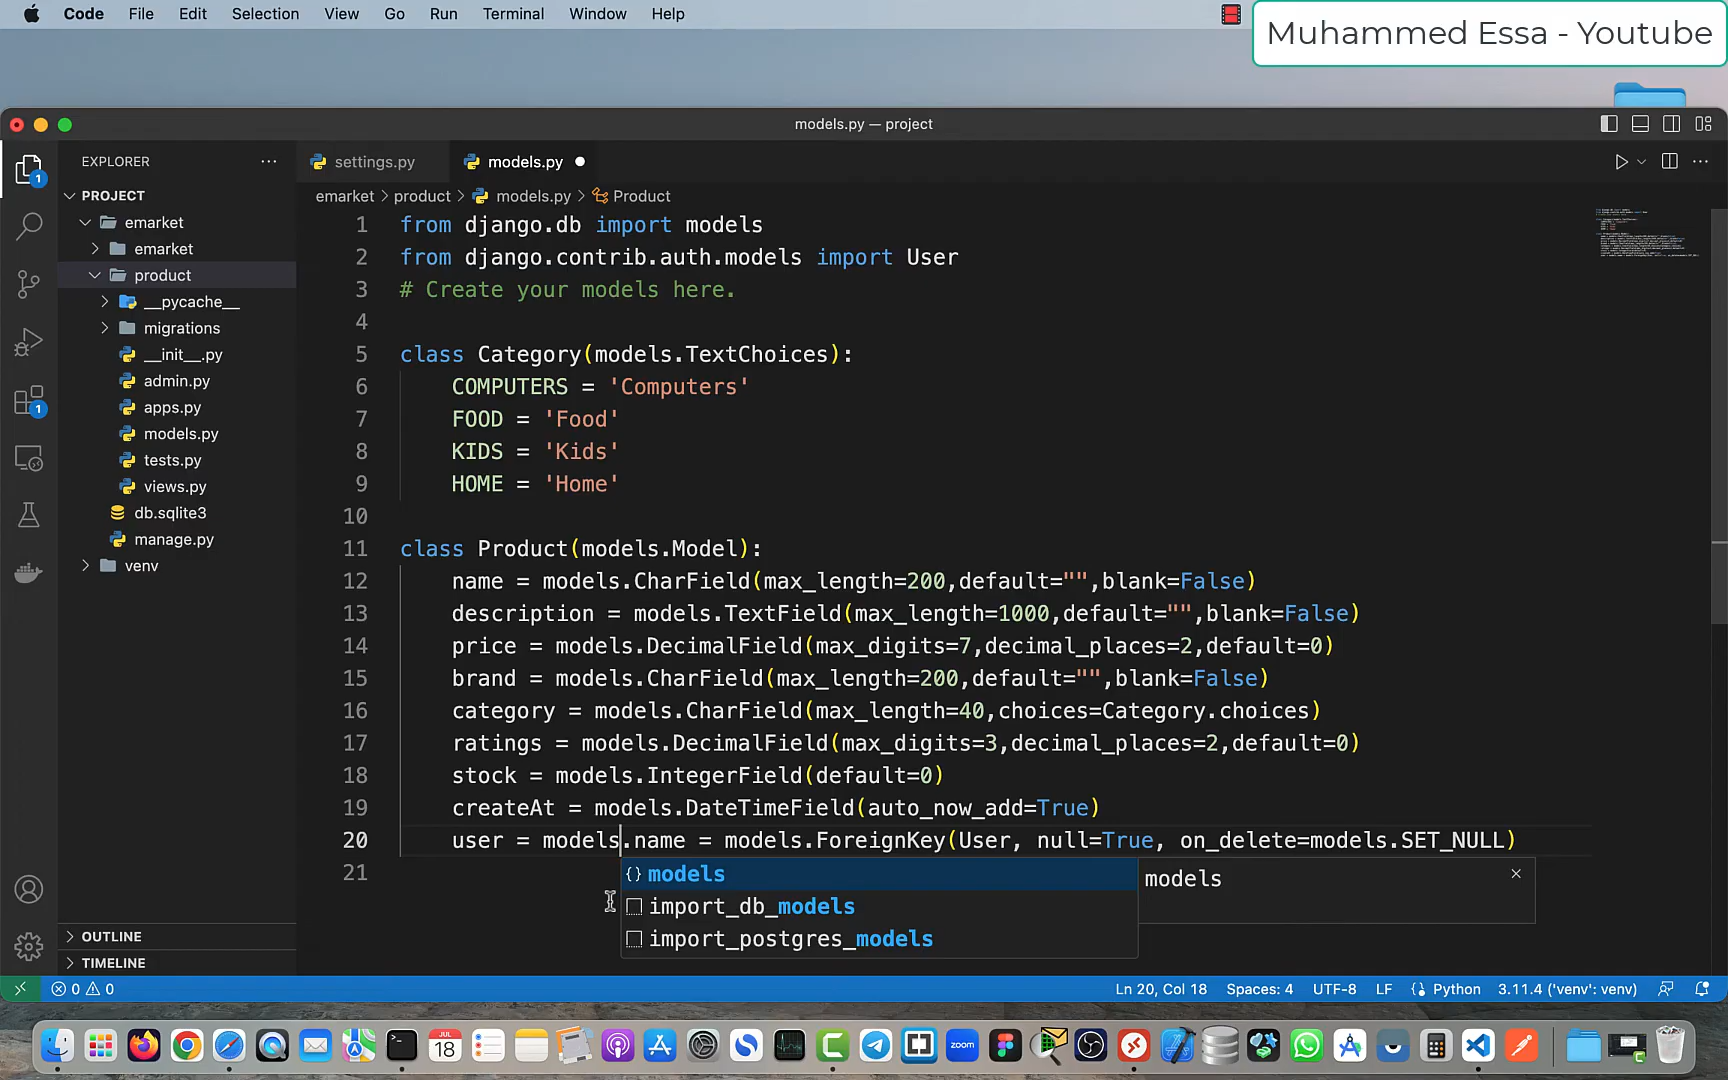 Code File Edit Selection View Go Run Terminal Window Help
Muhammed Essa - Youtube
models.py — project
EXPLORER
settings.py
models.py
PROJECT
emarket > product > models.py > Product
emarket
emarket
product
__pycache__
migrations
__init__.py
admin.py
apps.py
models.py
tests.py
views.py
db.sqlite3
manage.py
venv
1
1
1 from django.db import models
2 from django.contrib.auth.models import User
3 # Create your models here.
4
5 class Category(models.TextChoices):
6 COMPUTERS = 'Computers'
7 FOOD = 'Food'
8 KIDS = 'Kids'
9 HOME = 'Home'
10
11 class Product(models.Model):
12 name = models.CharField(max_length=200,default="",blank=False)
13 description = models.TextField(max_length=1000,default="",blank=False)
14 price = models.DecimalField(max_digits=7,decimal_places=2,default=0)
15 brand = models.CharField(max_length=200,default="",blank=False)
16 category = models.CharField(max_length=40,choices=Category.choices)
17 ratings = models.DecimalField(max_digits=3,decimal_places=2,default=0)
18 stock = models.IntegerField(default=0)
19 createAt = models.DateTimeField(auto_now_add=True)
20 user = models.name = models.ForeignKey(User, null=True, on_delete=models.SET_NULL)
21
{} models
import_db_models
import_postgres_models
models
OUTLINE
TIMELINE
0 0
Ln 20, Col 18 Spaces: 4 UTF-8 LF Python 3.11.4 ('venv': venv)
JUL
18
zoom